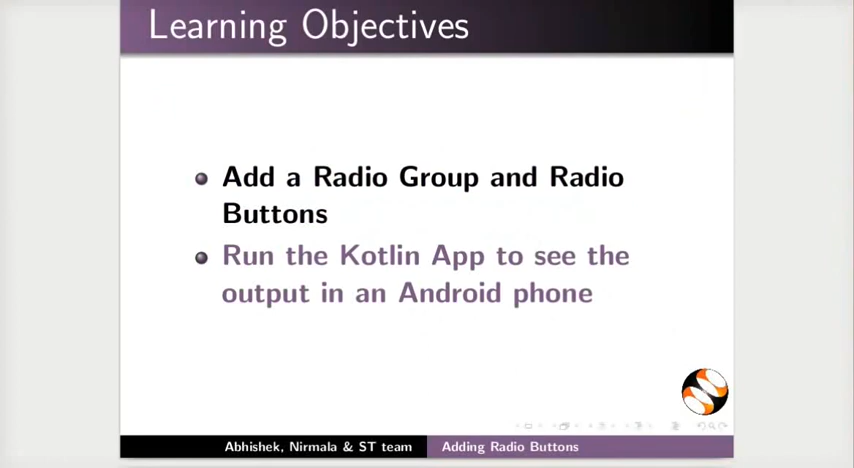 Learning Objectives
Add a Radio Group and Radio
Buttons
Run the Kotlin App to see the
output in an Android phone
Abhishek, Nirmala & ST team
Adding Radio Buttons